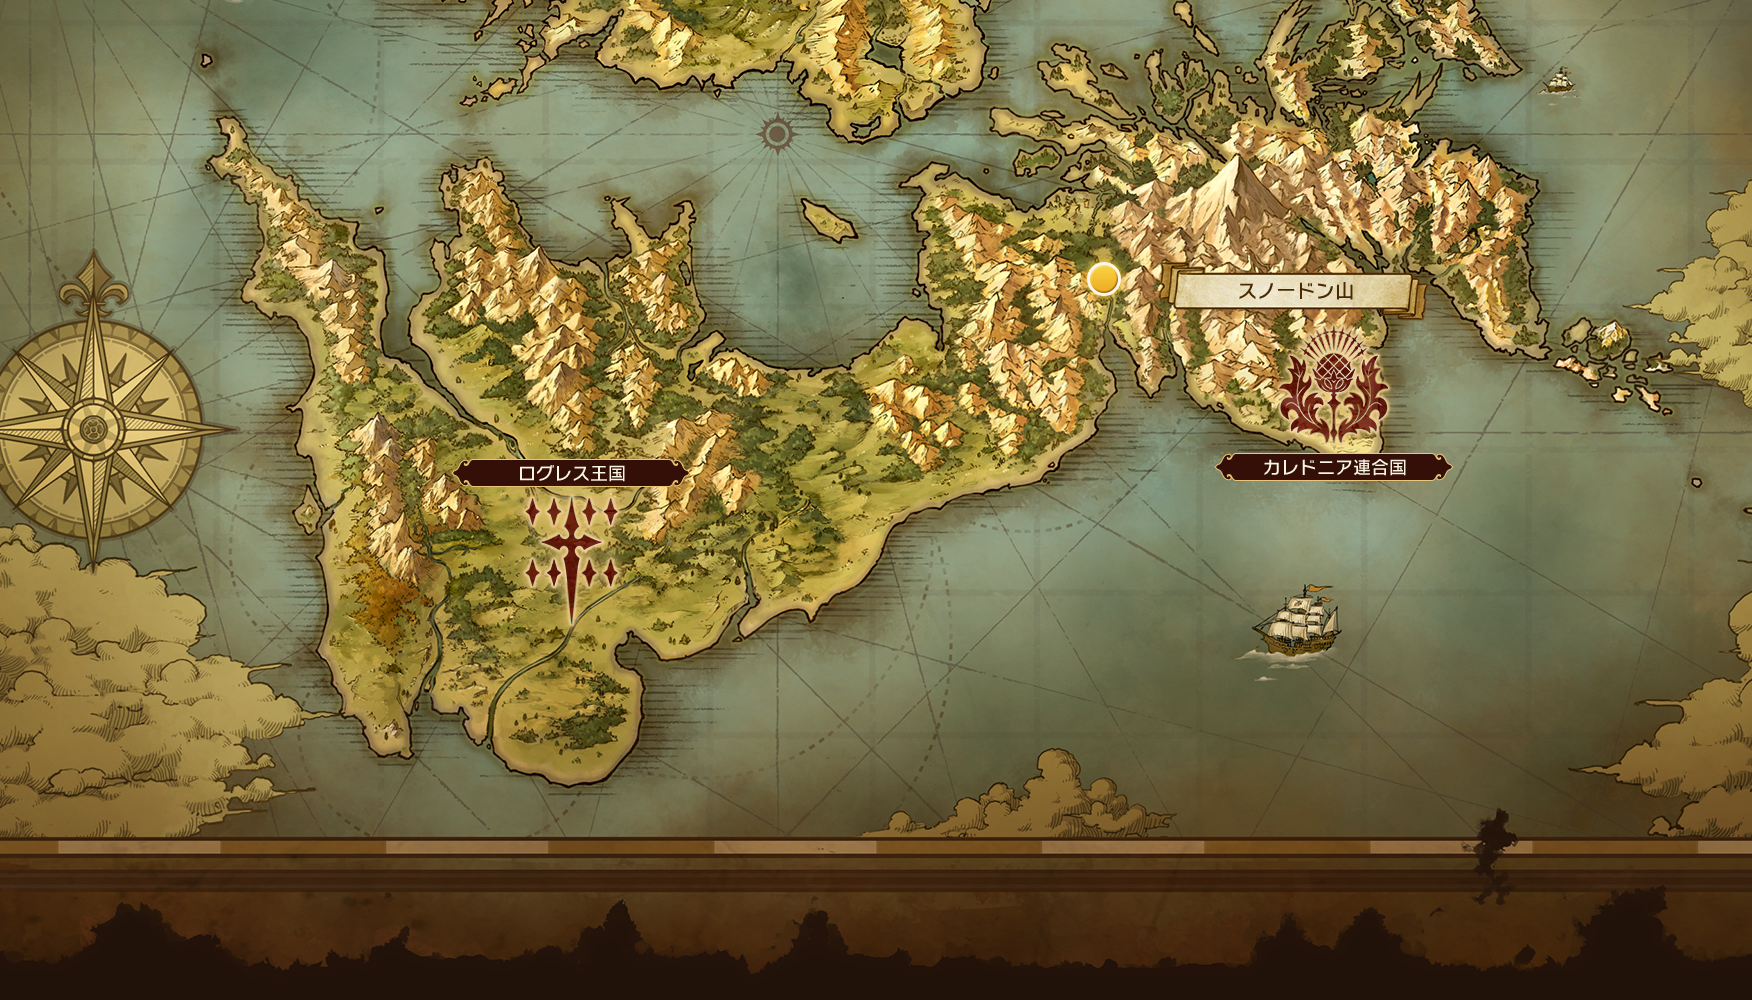 スノードン山
ログレス王国
カレドニア連合国